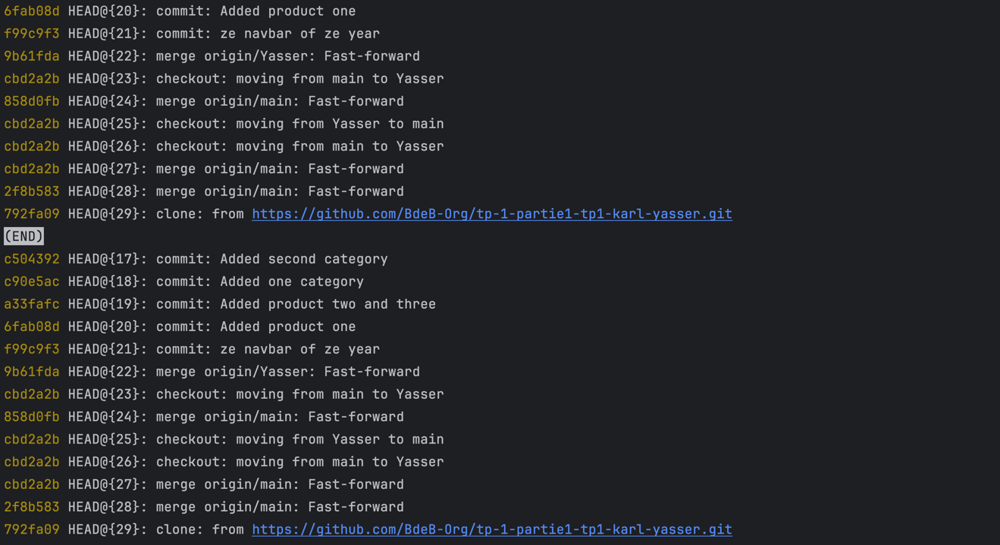 6fab08d HEAD@{20}: commit: Added product one
f99c9f3 HEAD@{21}: commit: ze navbar of ze year
9b61fda HEAD@{22}: merge origin/Yasser: Fast-forward
cbd2a2b HEAD@{23}: checkout: moving from main to Yasser
858d0fb HEAD@{24}: merge origin/main: Fast-forward
cbd2a2b HEAD@{25}: checkout: moving from Yasser to main
cbd2a2b HEAD@{26}: checkout: moving from main to Yasser
cbd2a2b HEAD@{27}: merge origin/main: Fast-forward
2f8b583 HEAD@{28}: merge origin/main: Fast-forward
792fa09 HEAD@{29}: clone: from https://github.com/BdeB-Org/tp-1-partie1-tp1-karl-yasser.git
(END)
c504392 HEAD@{17}: commit: Added second category
c90e5ac HEAD@{18}: commit: Added one category
a33fafc HEAD@{19}: commit: Added product two and three
6fab08d HEAD@{20}: commit: Added product one
f99c9f3 HEAD@{21}: commit: ze navbar of ze year
9b61fda HEAD@{22}: merge origin/Yasser: Fast-forward
cbd2a2b HEAD@{23}: checkout: moving from main to Yasser
858d0fb HEAD@{24}: merge origin/main: Fast-forward
cbd2a2b HEAD@{25}: checkout: moving from Yasser to main
cbd2a2b HEAD@{26}: checkout: moving from main to Yasser
cbd2a2b HEAD@{27}: merge origin/main: Fast-forward
2f8b583 HEAD@{28}: merge origin/main: Fast-forward
792fa09 HEAD@{29}: clone: from https://github.com/BdeB-Org/tp-1-partie1-tp1-karl-yasser.git